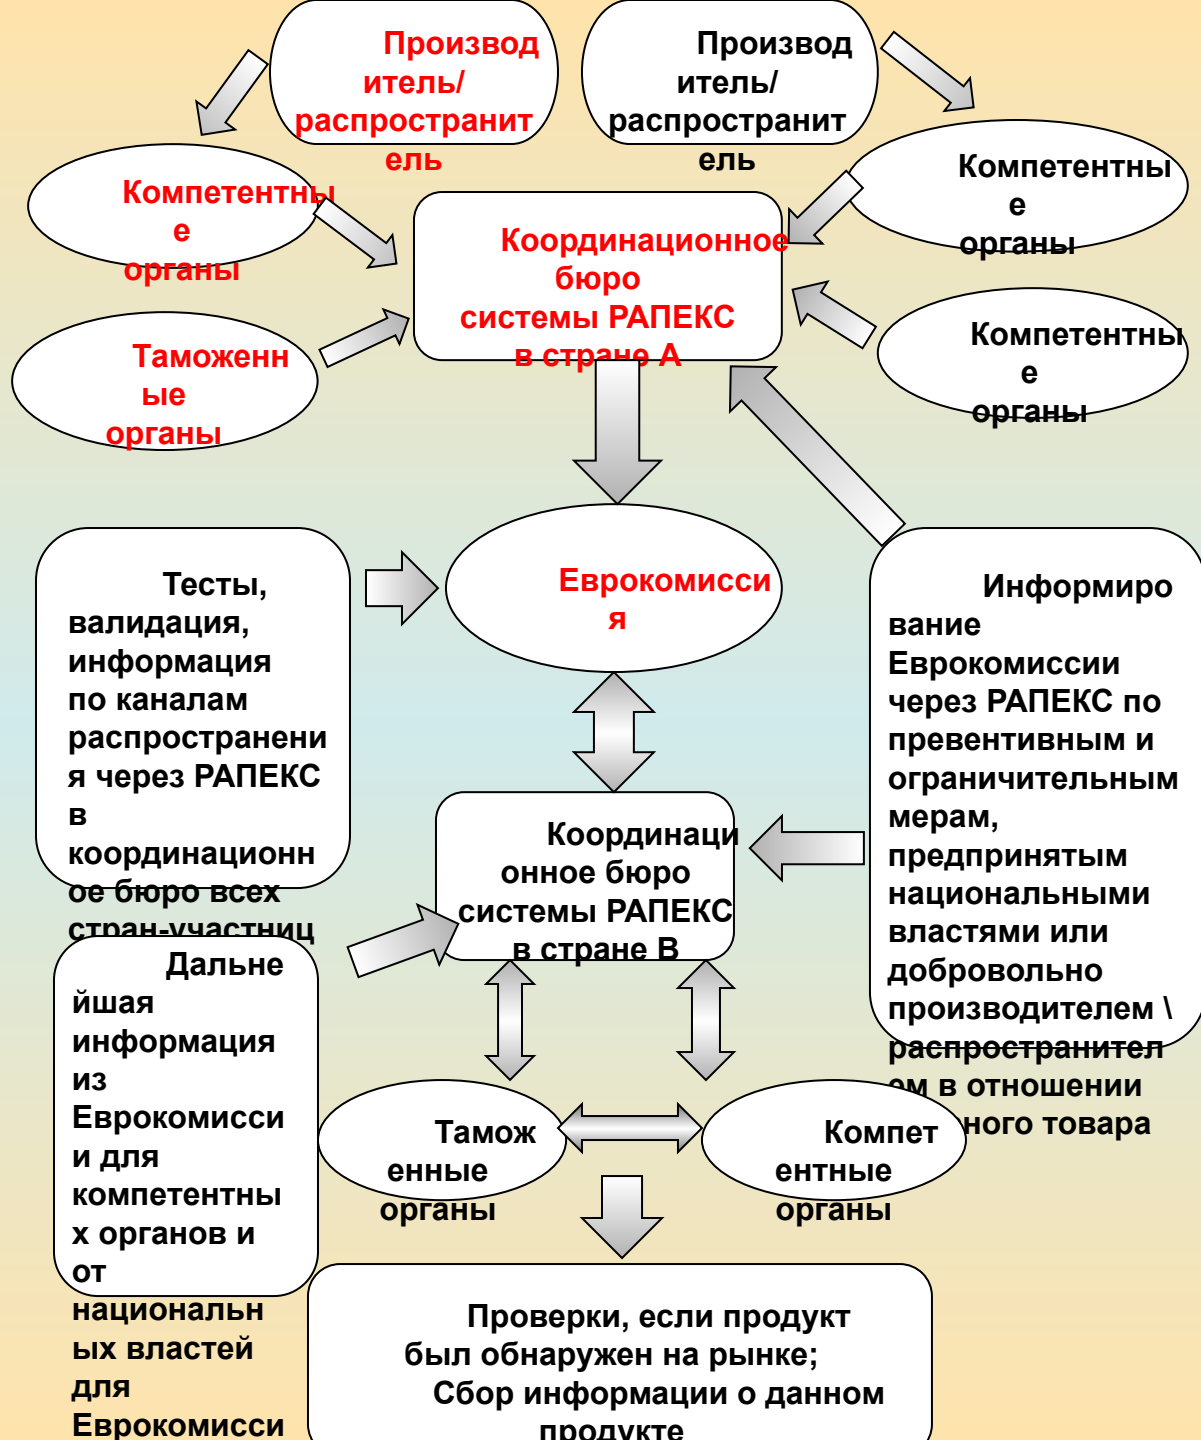 Производ
итель/
распространит
ель
Производ
итель/
распространит
ель
Компетентны
е
органы
Компетентны
е
органы
Координационное
бюро
системы РАПЕКС
в стране А
Таможенн
ые
органы
Компетентны
е
органы
Еврокомисси
я
Тесты,
валидация,
информация
по каналам
распространени
я через РАПЕКС
в
координационн
ое бюро всех
стран-участниц
Информиро
вание
Еврокомиссии
через РАПЕКС по
превентивным и
ограничительным
мерам,
предпринятым
национальными
властями или
добровольно
производителем \
распространител
ем в отношении
ного товара
Координаци
онное бюро
системы РАПЕКС
в стране В
Дальне
йшая
информация
из
Еврокомисси
и для
компетентны
х органов и
от
национальн
ых властей
для
Еврокомисси
Тамож
енные
органы
Компет
ентные
органы
Проверки, если продукт
был обнаружен на рынке;
Сбор информации о данном
продукте